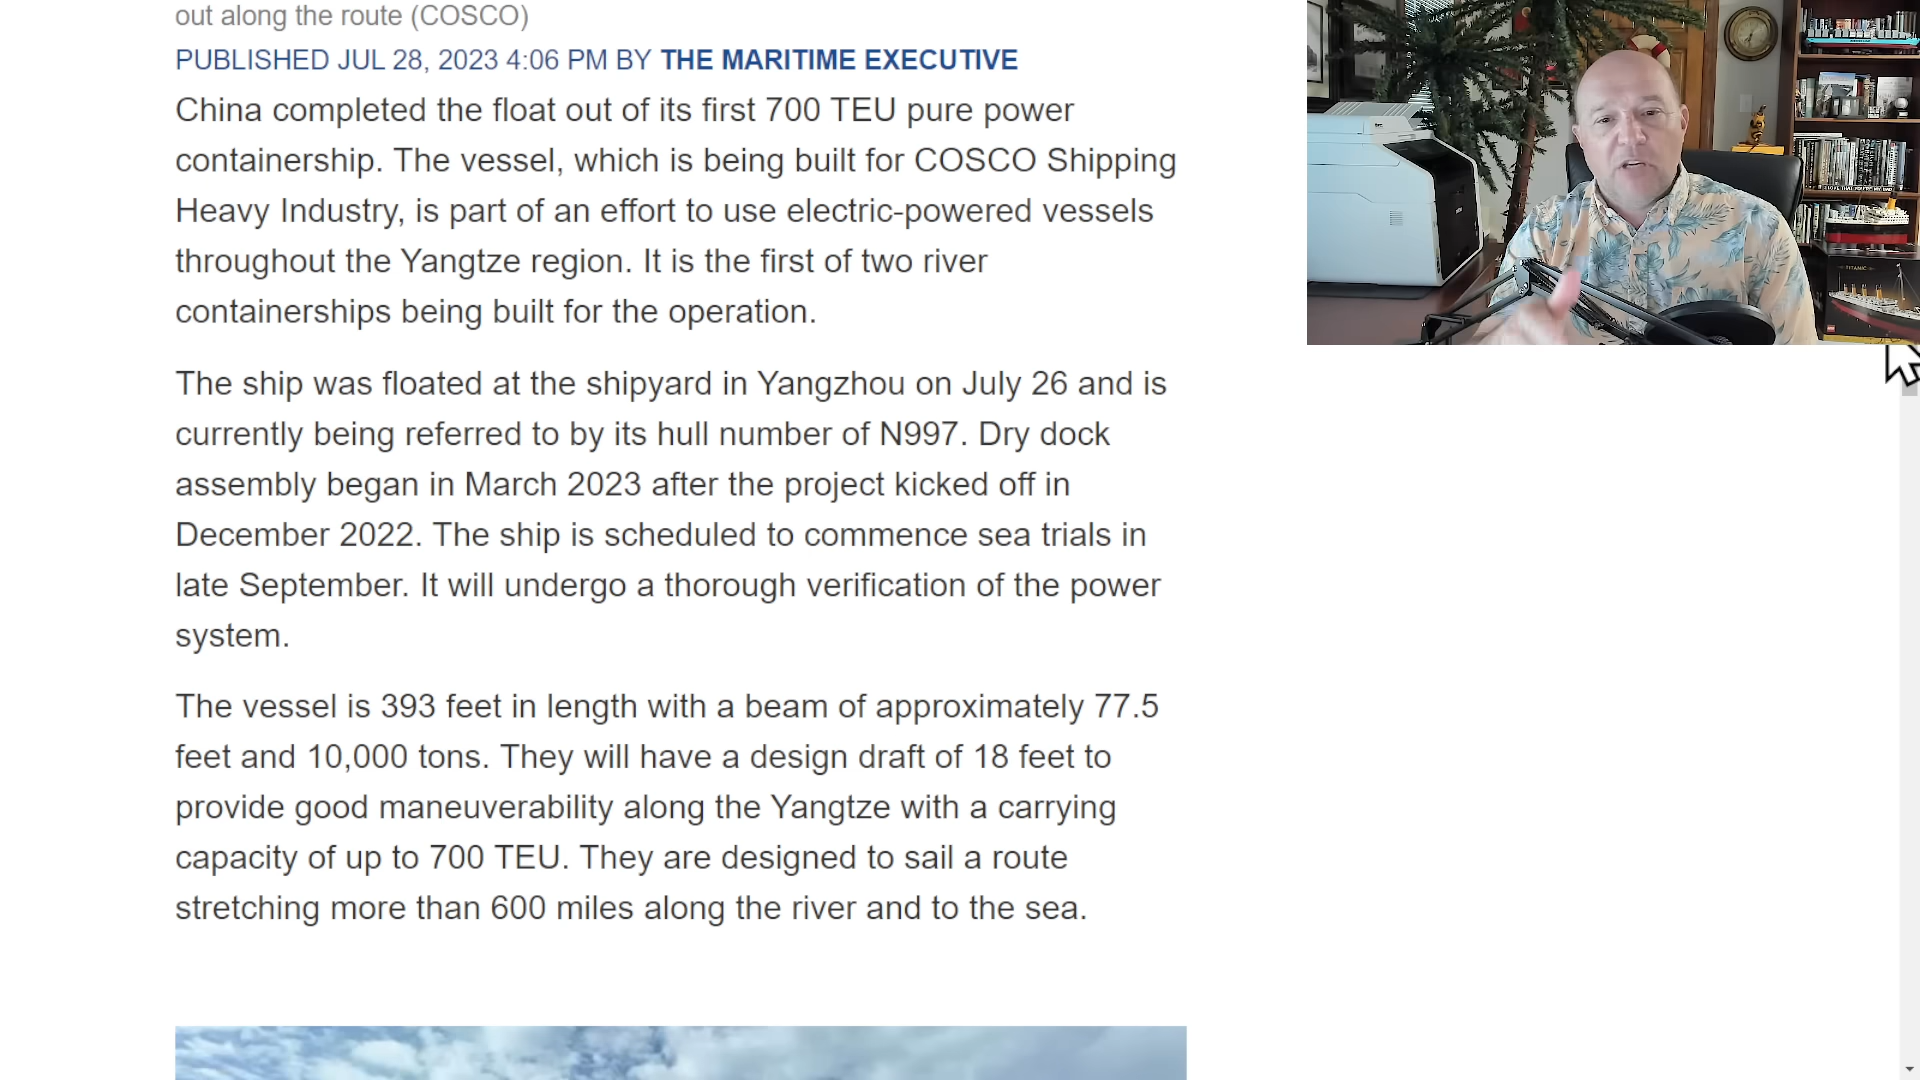 out along the route (COSCO)
PUBLISHED JUL 28, 2023 4:06 PM BY THE MARITIME EXECUTIVE
China completed the float out of its first 700 TEU pure power
containership. The vessel, which is being built for COSCO Shipping
Heavy Industry, is part of an effort to use electric-powered vessels
throughout the Yangtze region. It is the first of two river
containerships being built for the operation.
The ship was floated at the shipyard in Yangzhou on July 26 and is
currently being referred to by its hull number of N997. Dry dock
assembly began in March 2023 after the project kicked off in
December 2022. The ship is scheduled to commence sea trials in
late September. It will undergo a thorough verification of the power
system.
The vessel is 393 feet in length with a beam of approximately 77.5
feet and 10,000 tons. They will have a design draft of 18 feet to
provide good maneuverability along the Yangtze with a carrying
capacity of up to 700 TEU. They are designed to sail a route
stretching more than 600 miles along the river and to the sea.
TITANIC